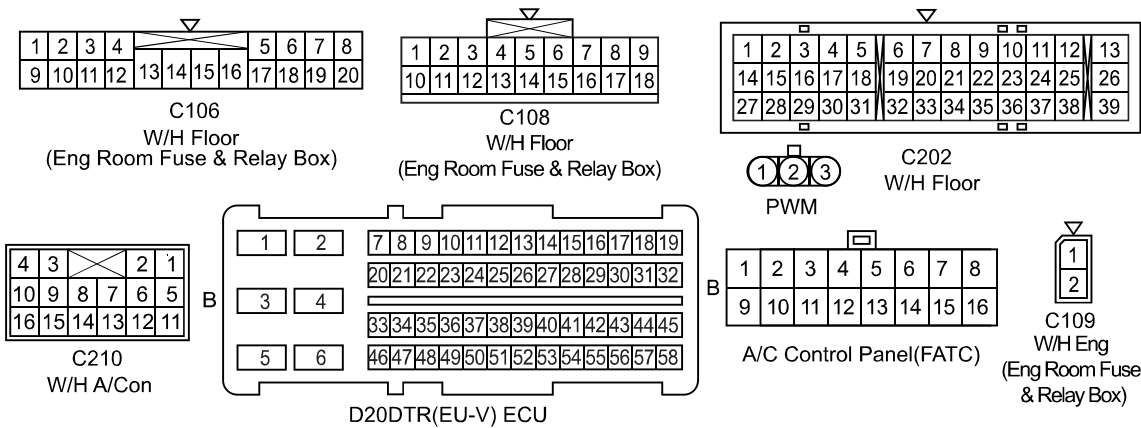 1 2 3 4 5 6 7 8
9 10 11 12 13 14 15 16 17 18 19 20
C106
W/H Floor
(Eng Room Fuse & Relay Box)
1 2 3 4 5 6 7 8 9
10 11 12 13 14 15 16 17 18
C108
W/H Floor
(Eng Room Fuse & Relay Box)
1 2 3 4 5 6 7 8 9 10 11 12 13
14 15 16 17 18 19 20 21 22 23 24 25 26
27 28 29 30 31 32 33 34 35 36 37 38 39
C202
W/H Floor
1 2 3
PWM
4 3 2 1
10 9 8 7 6 5
16 15 14 13 12 11
C210
W/H A/Con
B
1 2
3 4
5 6
7 8 9 10 11 12 13 14 15 16 17 18 19
20 21 22 23 24 25 26 27 28 29 30 31 32
33 34 35 36 37 38 39 40 41 42 43 44 45
46 47 48 49 50 51 52 53 54 55 56 57 58
B
D20DTR(EU-V) ECU
1 2 3 4 5 6 7 8
9 10 11 12 13 14 15 16
A/C Control Panel(FATC)
1
2
C109
W/H Eng
(Eng Room Fuse
& Relay Box)